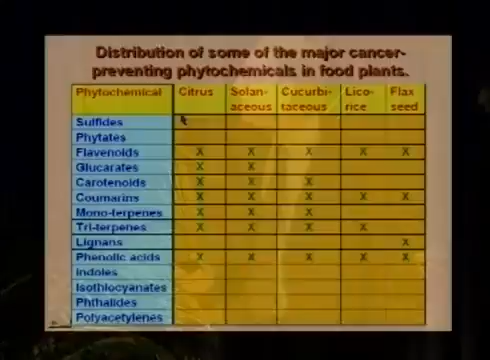 Distribution of some of the major cancer-
preventing phytochemicals in food plants.
Phytochemical Citrus Solan-aceous Cucurbi-taceous Lico-rice Flax seed
Sulfides
Phytates
Flavenoids X X X X X
Glucarates X X
Carotenoids X X X
Coumarins X X X X X
Mono-terpenes X X X
Tri-terpenes X X X X
Lignans X
Phenolic acids X X X X X
Indoles
Isothiocyanates
Phthalides
Polyacetylenes